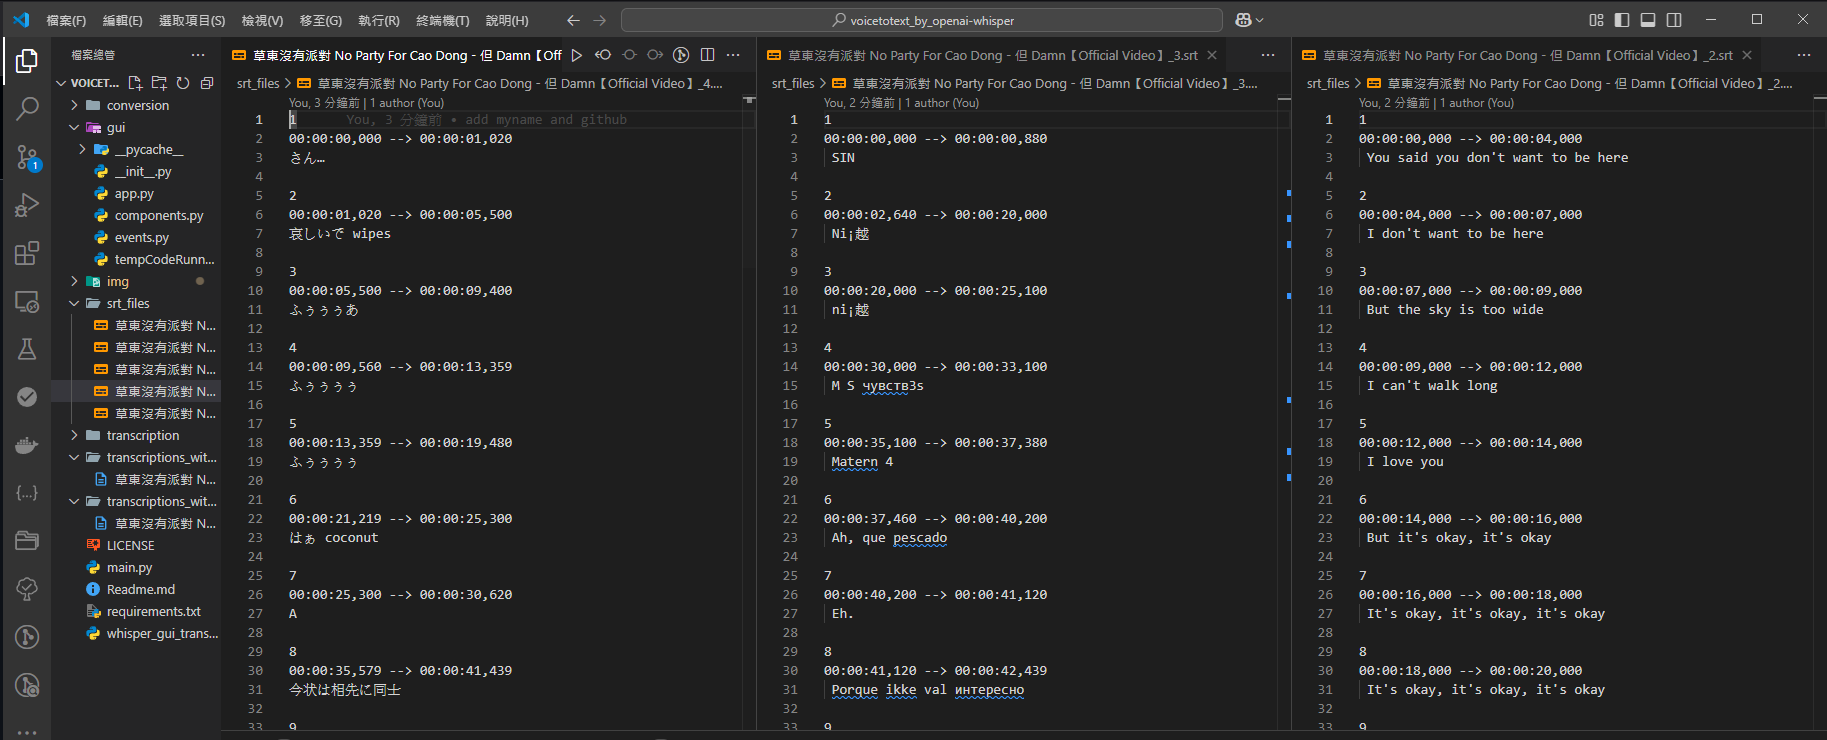 檔案(F) 編輯(E) 選取項目(S) 檢視(V) 移至(G) 執行(R) 終端機(T) 說明(H)
voicetotext_by_openai-whisper
檔案總管
VOICET...
conversion
gui
__pycache__
__init__.py
app.py
components.py
events.py
tempCodeRunn...
img
srt_files
草東沒有派對 N...
草東沒有派對 N...
草東沒有派對 N...
草東沒有派對 N...
草東沒有派對 N...
transcription
transcriptions_wit...
草東沒有派對 N...
transcriptions_wit...
草東沒有派對 N...
LICENSE
main.py
Readme.md
requirements.txt
whisper_gui_trans...
1
草東沒有派對 No Party For Cao Dong - 但 Damn【Off
srt_files > 草東沒有派對 No Party For Cao Dong - 但 Damn【Official Video】_4....
You, 3 分鐘前 | 1 author (You)
1 1 You, 3 分鐘前 • add myname and github
2 00:00:00,000 --> 00:00:01,020
3 さん…
4
5 2
6 00:00:01,020 --> 00:00:05,500
7 哀しいで wipes
8
9 3
10 00:00:05,500 --> 00:00:09,400
11 ふぅぅぅあ
12
13 4
14 00:00:09,560 --> 00:00:13,359
15 ふぅぅぅぅ
16
17 5
18 00:00:13,359 --> 00:00:19,480
19 ふぅぅぅぅ
20
21 6
22 00:00:21,219 --> 00:00:25,300
23 はぁ coconut
24
25 7
26 00:00:25,300 --> 00:00:30,620
27 A
28
29 8
30 00:00:35,579 --> 00:00:41,439
31 今状は相先に同士
32
33 9
草東沒有派對 No Party For Cao Dong - 但 Damn【Official Video】_3.srt
srt_files > 草東沒有派對 No Party For Cao Dong - 但 Damn【Official Video】_3....
You, 2 分鐘前 | 1 author (You)
1 1
2 00:00:00,000 --> 00:00:00,880
3 SIN
4
5 2
6 00:00:02,640 --> 00:00:20,000
7 Ni¡越
8
9 3
10 00:00:20,000 --> 00:00:25,100
11 ni¡越
12
13 4
14 00:00:30,000 --> 00:00:33,100
15 M S чувств3s
16
17 5
18 00:00:35,100 --> 00:00:37,380
19 Matern 4
20
21 6
22 00:00:37,460 --> 00:00:40,200
23 Ah, que pescado
24
25 7
26 00:00:40,200 --> 00:00:41,120
27 Eh.
28
29 8
30 00:00:41,120 --> 00:00:42,439
31 Porque ikke val интересно
32
33 9
草東沒有派對 No Party For Cao Dong - 但 Damn【Official Video】_2.srt
srt_files > 草東沒有派對 No Party For Cao Dong - 但 Damn【Official Video】_2....
You, 2 分鐘前 | 1 author (You)
1 1
2 00:00:00,000 --> 00:00:04,000
3 You said you don't want to be here
4
5 2
6 00:00:04,000 --> 00:00:07,000
7 I don't want to be here
8
9 3
10 00:00:07,000 --> 00:00:09,000
11 But the sky is too wide
12
13 4
14 00:00:09,000 --> 00:00:12,000
15 I can't walk long
16
17 5
18 00:00:12,000 --> 00:00:14,000
19 I love you
20
21 6
22 00:00:14,000 --> 00:00:16,000
23 But it's okay, it's okay
24
25 7
26 00:00:16,000 --> 00:00:18,000
27 It's okay, it's okay, it's okay
28
29 8
30 00:00:18,000 --> 00:00:20,000
31 It's okay, it's okay, it's okay
32
33 9